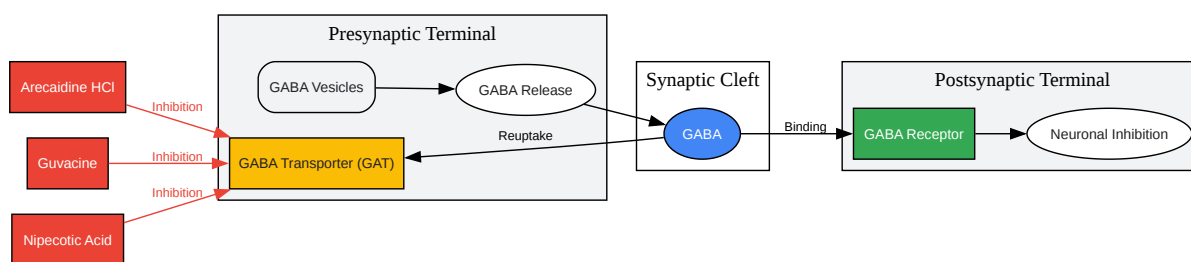 Presynaptic Terminal
Synaptic Cleft
Postsynaptic Terminal
Arecaidine HCl
GABA Vesicles
GABA Release
Inhibition
Reuptake
GABA
Binding
GABA Receptor
Neuronal Inhibition
Guvacine
Inhibition
GABA Transporter (GAT)
Inhibition
Nipecotic Acid